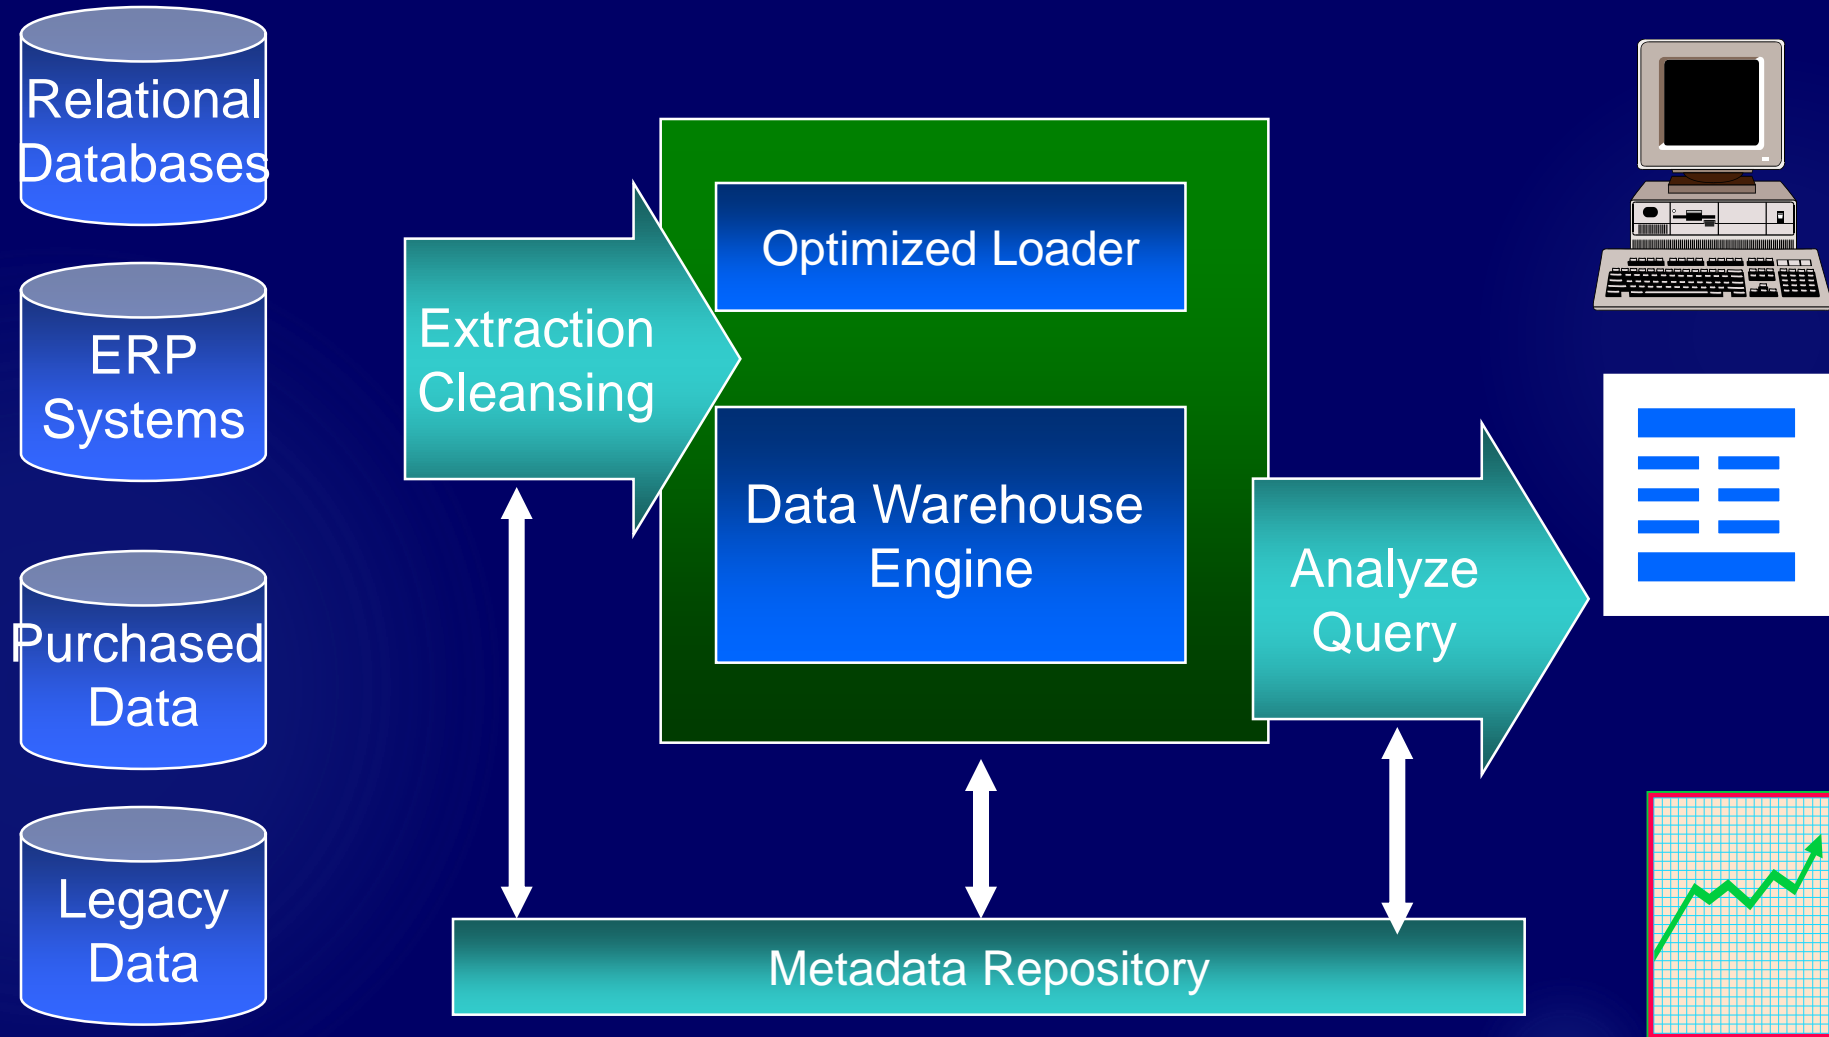 Relational
Databases
ERP
Systems
Purchased
Data
Legacy
Data
Extraction
Cleansing
Optimized Loader
Data Warehouse
Engine
Analyze
Query
Metadata Repository